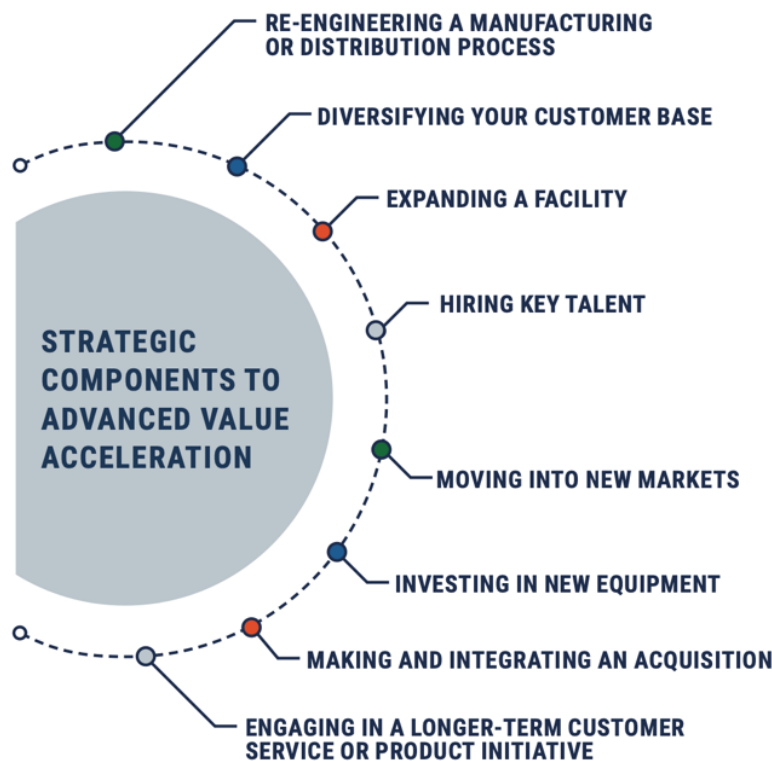 RE-ENGINEERING A MANUFACTURING
OR DISTRIBUTION PROCESS
DIVERSIFYING YOUR CUSTOMER BASE
EXPANDING A FACILITY
HIRING KEY TALENT
STRATEGIC
COMPONENTS TO
ADVANCED VALUE
ACCELERATION
MOVING INTO NEW MARKETS
INVESTING IN NEW EQUIPMENT
MAKING AND INTEGRATING AN ACQUISITION
ENGAGING IN A LONGER-TERM CUSTOMER
SERVICE OR PRODUCT INITIATIVE